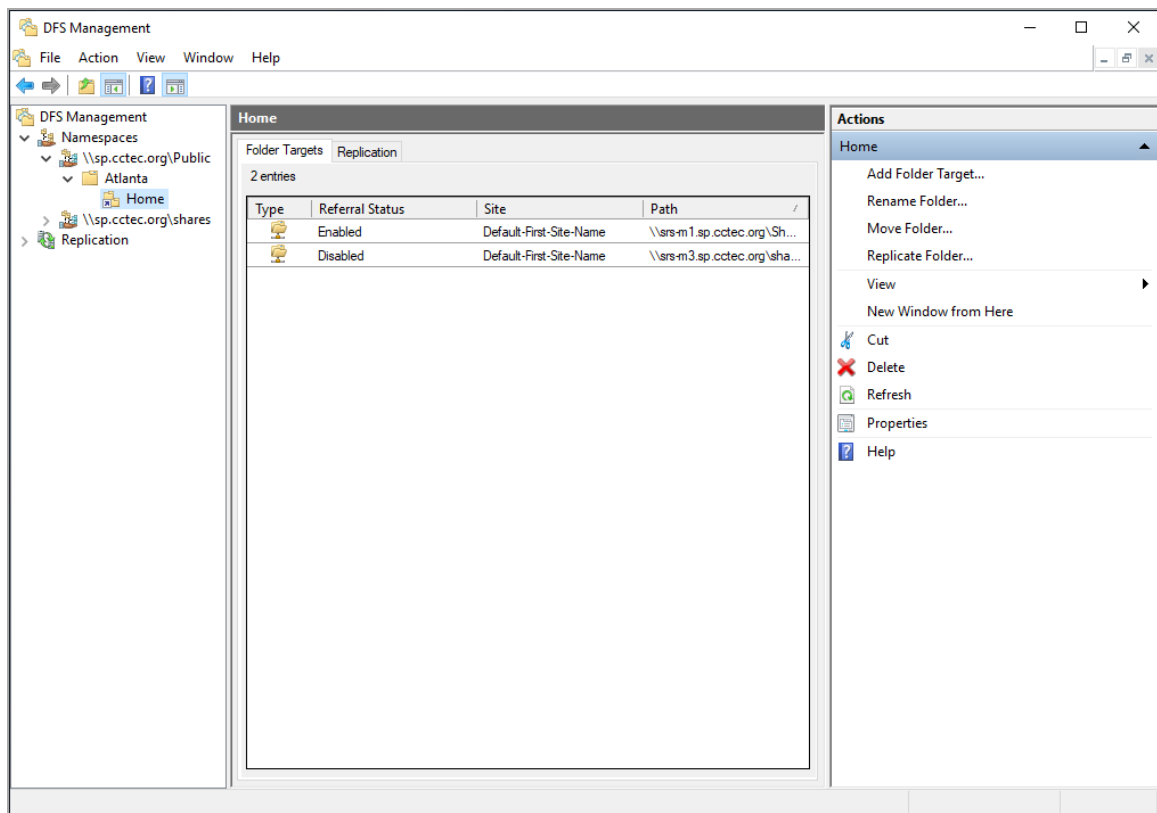 DFS Management
File Action View Window Help
DFS Management
Namespaces
\\sp.cctec.org\Public
Atlanta
Home
\\sp.cctec.org\shares
Replication
Home
Folder Targets Replication
2 entries
Type Referral Status Site Path
Enabled Default-First-Site-Name \\srs-m1.sp.cctec.org\Sh...
Disabled Default-First-Site-Name \\srs-m3.sp.cctec.org\sha...
Actions
Home
Add Folder Target...
Rename Folder...
Move Folder...
Replicate Folder...
View
New Window from Here
Cut
Delete
Refresh
Properties
Help